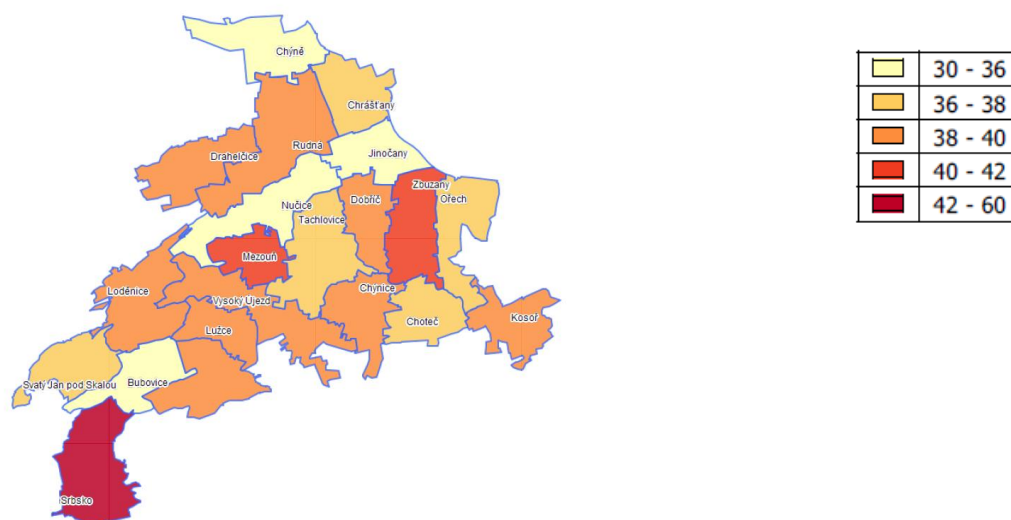 Chýně
Chrášťany
Rudná
Drahelčice
Jinočany
Zbuzany
Dobříč
Ořech
Nučice
Tachlovice
Mezouň
Chýnice
Loděnice
Vysoký Újezd
Kosoř
Choteč
Lužce
Svatý Jan pod Skalou
Bubovice
Srbsko
30 - 36
36 - 38
38 - 40
40 - 42
42 - 60